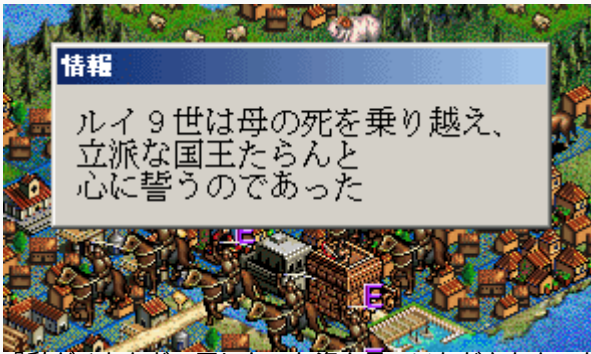 情報
ルイ9世は母の死を乗り越え、
立派な国王たらんと
心に誓うのであった
E
E